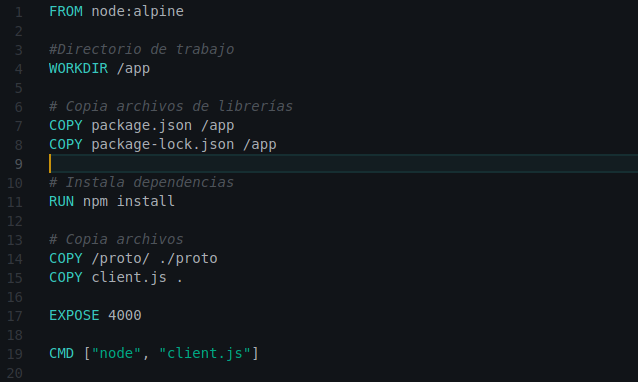 1 FROM node:alpine
2
3 #Directorio de trabajo
4 WORKDIR /app
5
6 # Copia archivos de librerías
7 COPY package.json /app
8 COPY package-lock.json /app
9
10 # Instala dependencias
11 RUN npm install
12
13 # Copia archivos
14 COPY /proto/ ./proto
15 COPY client.js .
16
17 EXPOSE 4000
18
19 CMD ["node", "client.js"]
20